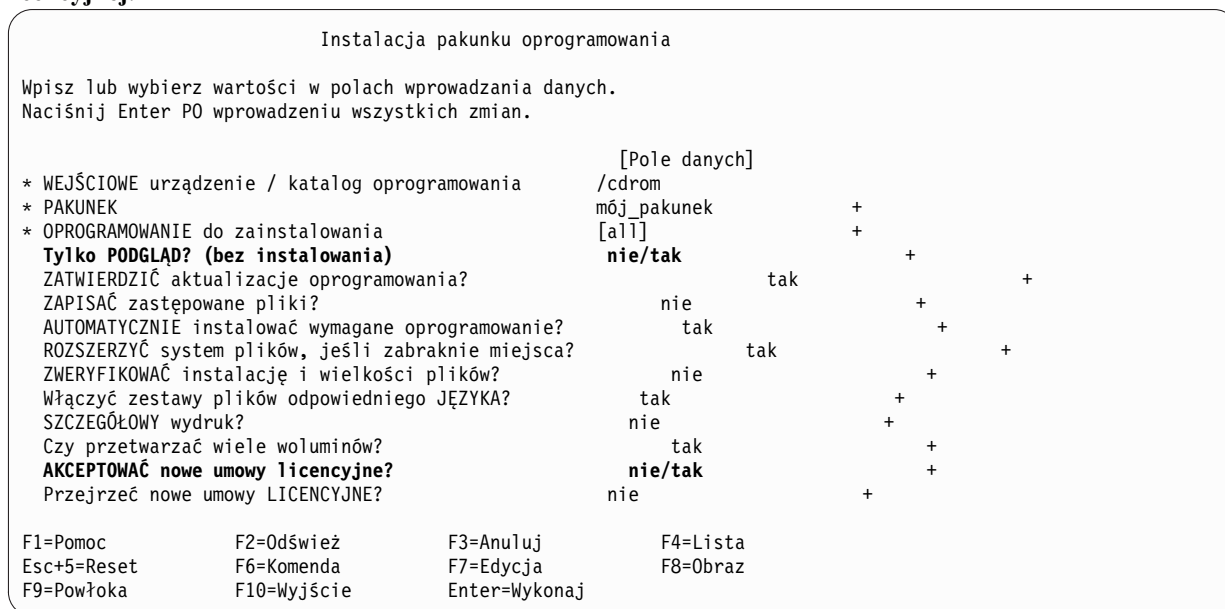 Instalacja pakunku oprogramowania
Wpisz lub wybierz wartości w polach wprowadzania danych.
Naciśnij Enter PO wprowadzeniu wszystkich zmian.
[Pole danych]
* WEJŚCIOWE urządzenie / katalog oprogramowania /cdrom
* PAKUNEK mój_pakunek +
* OPROGRAMOWANIE do zainstalowania [all] +
Tylko PODGLĄD? (bez instalowania) nie/tak +
ZATWIERDZIĆ aktualizacje oprogramowania? tak +
ZAPISAĆ zastępowane pliki? nie +
AUTOMATYCZNIE instalować wymagane oprogramowanie? tak +
ROZSZERZYĆ system plików, jeśli zabraknie miejsca? tak +
ZWERYFIKOWAĆ instalację i wielkości plików? nie +
Włączyć zestawy plików odpowiedniego JĘZYKA? tak +
SZCZEGÓŁOWY wydruk? nie +
Czy przetwarzać wiele woluminów? tak +
AKCEPTOWAĆ nowe umowy licencyjne? nie/tak +
Przejrzeć nowe umowy LICENCYJNE? nie +
F1=Pomoc F2=Odśwież F3=Anuluj F4=Lista
Esc+5=Reset F6=Komenda F7=Edycja F8=Obraz
F9=Powłoka F10=Wyjście Enter=Wykonaj